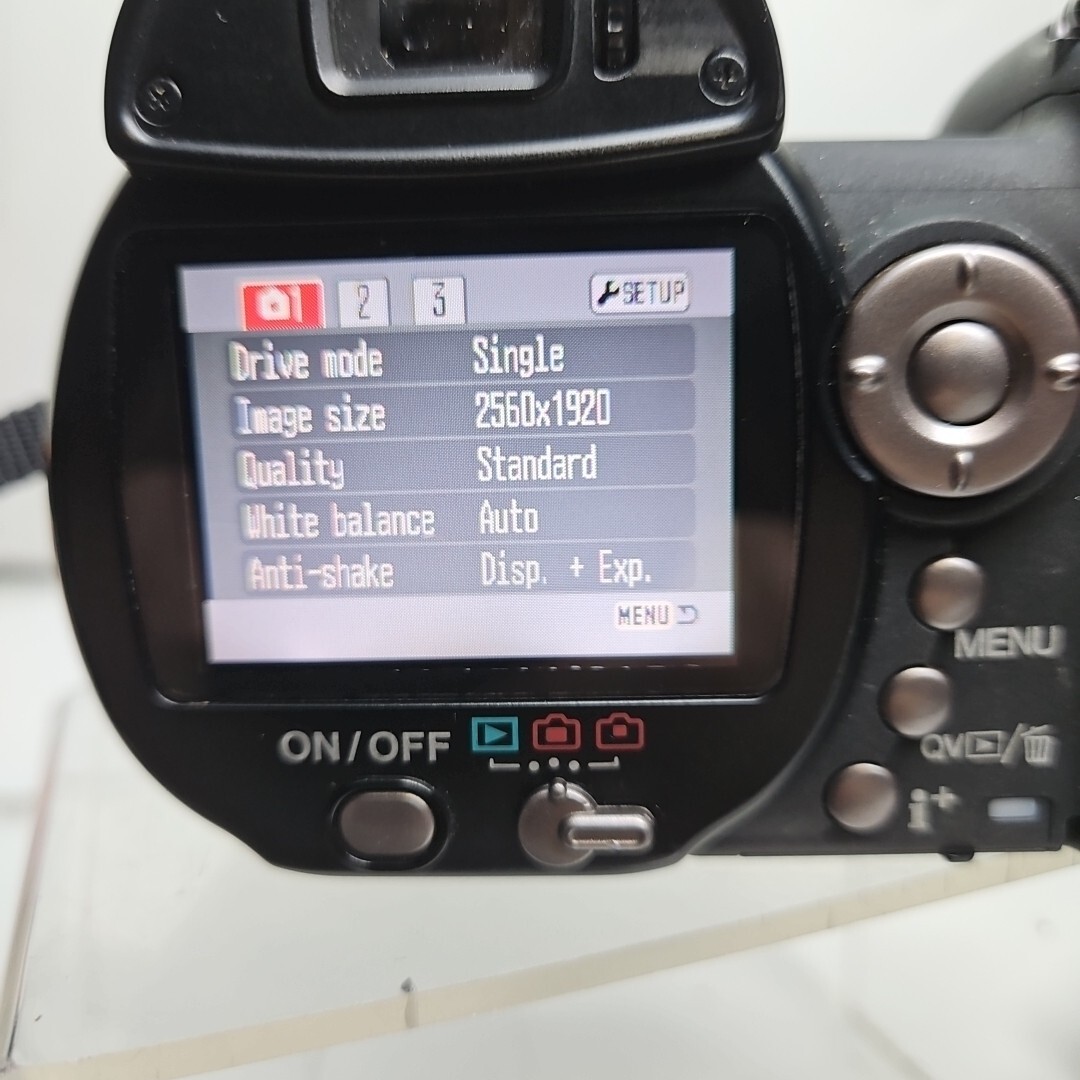 1 2 3 SETUP
Drive mode Single
Image size 2560x1920
Quality Standard
White balance Auto
Anti-shake Disp. + Exp.
MENU
ON/OFF
MENU
QV /
i+